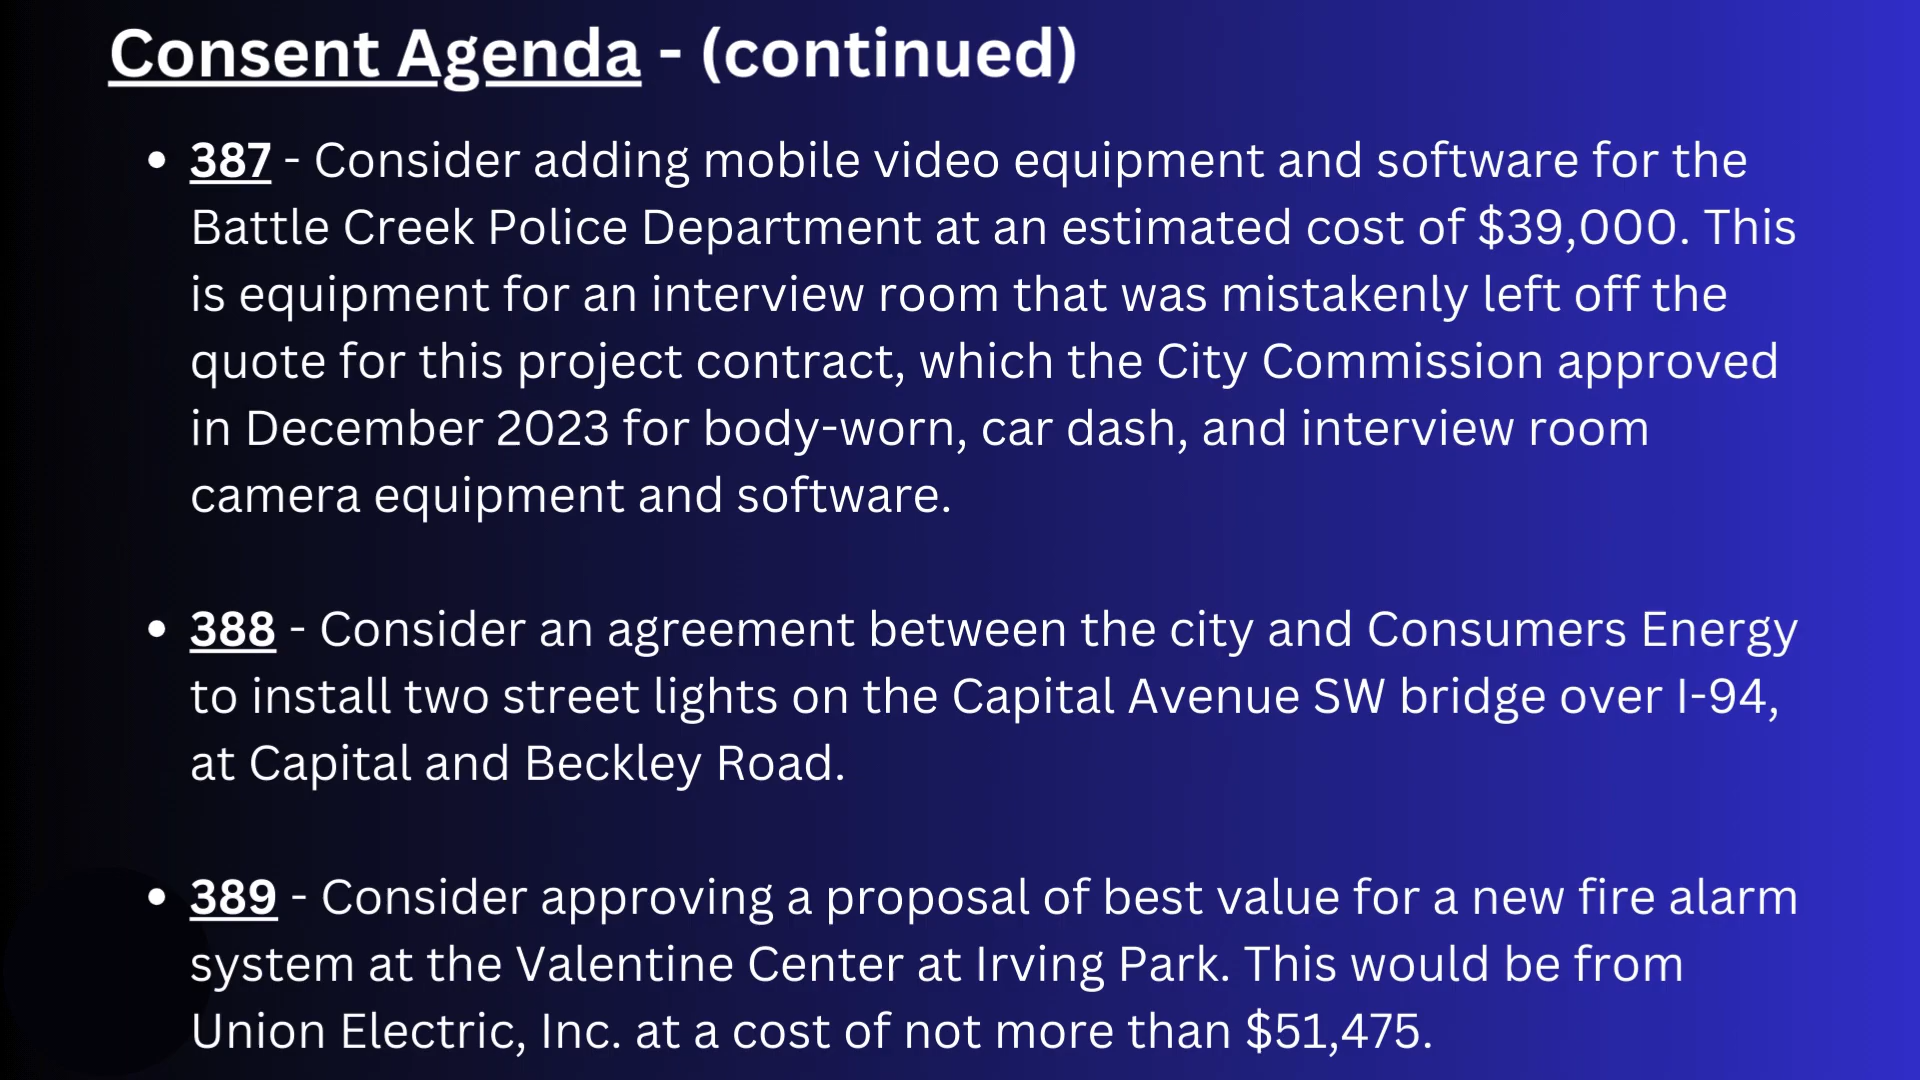 Consent Agenda - (continued)
• 387 - Consider adding mobile video equipment and software for the
Battle Creek Police Department at an estimated cost of $39,000. This
is equipment for an interview room that was mistakenly left off the
quote for this project contract, which the City Commission approved
in December 2023 for body-worn, car dash, and interview room
camera equipment and software.
• 388 - Consider an agreement between the city and Consumers Energy
to install two street lights on the Capital Avenue SW bridge over I-94,
at Capital and Beckley Road.
• 389 - Consider approving a proposal of best value for a new fire alarm
system at the Valentine Center at Irving Park. This would be from
Union Electric, Inc. at a cost of not more than $51,475.